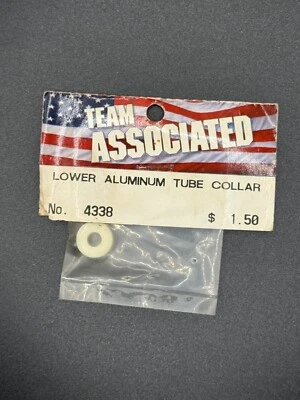 TEAM
ASSOCIATED
LOWER ALUMINUM TUBE COLLAR
No. 4338 $ 1.50